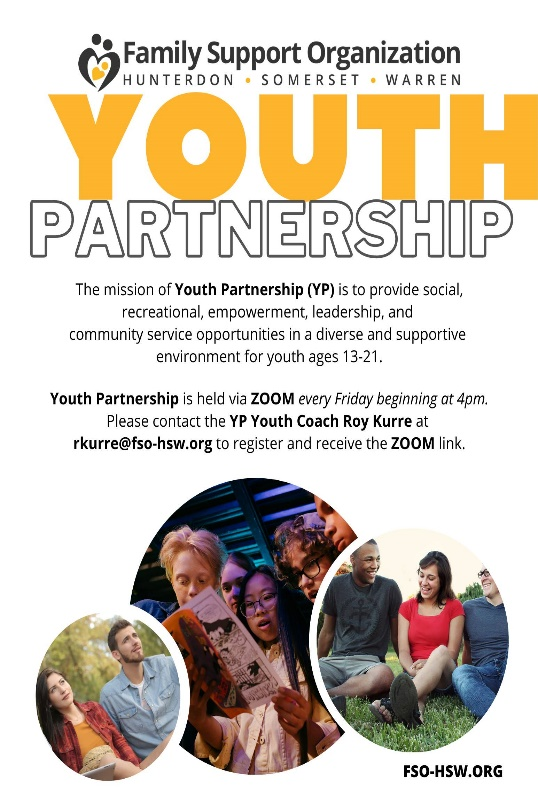 Family Support Organization
HUNTERDON • SOMERSET • WARREN
YOUTH
PARTNERSHIP
The mission of Youth Partnership (YP) is to provide social,
recreational, empowerment, leadership, and
community service opportunities in a diverse and supportive
environment for youth ages 13-21.
Youth Partnership is held via ZOOM every Friday beginning at 4pm.
Please contact the YP Youth Coach Roy Kurre at
rkurre@fso-hsw.org to register and receive the ZOOM link.
FSO-HSW.ORG